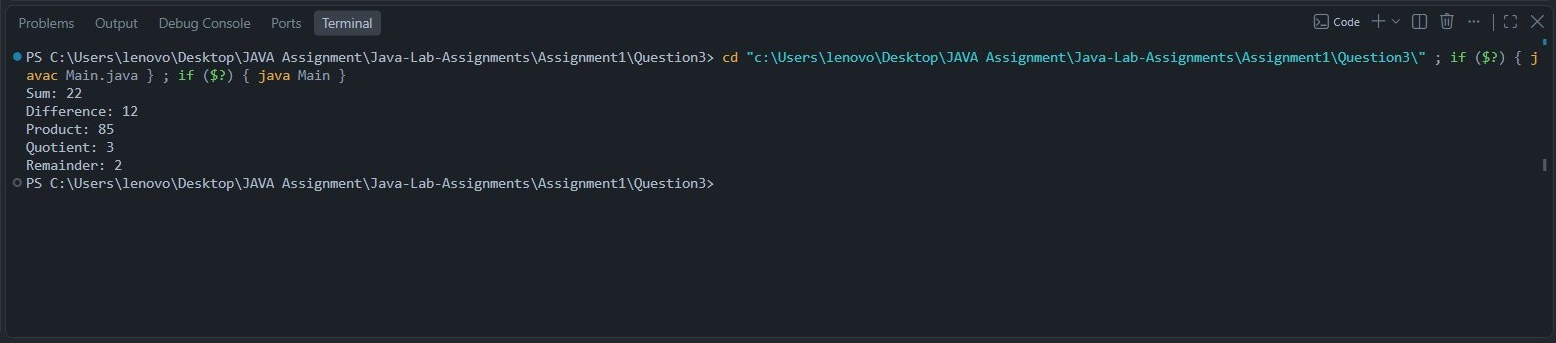 Problems Output Debug Console Ports Terminal Code
PS C:\Users\lenovo\Desktop\JAVA Assignment\Java-Lab-Assignments\Assignment1\Question3> cd "c:\Users\lenovo\Desktop\JAVA Assignment\Java-Lab-Assignments\Assignment1\Question3\" ; if ($?) { j
avac Main.java } ; if ($?) { java Main }
Sum: 22
Difference: 12
Product: 85
Quotient: 3
Remainder: 2
PS C:\Users\lenovo\Desktop\JAVA Assignment\Java-Lab-Assignments\Assignment1\Question3>